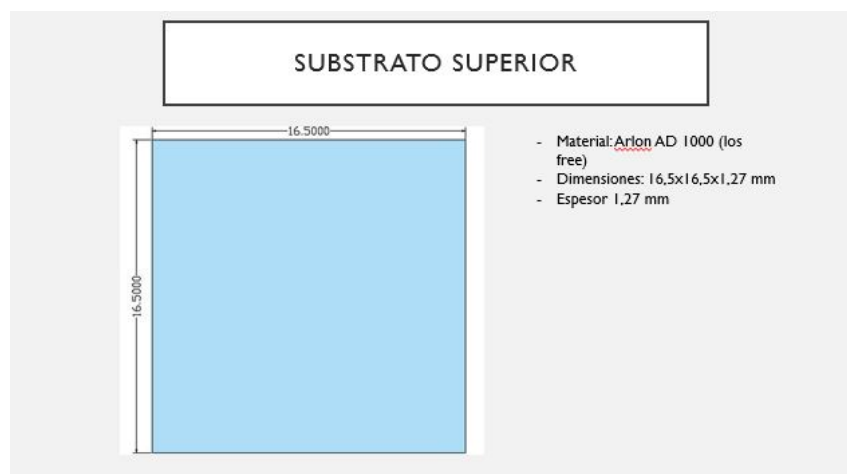 SUBSTRATO SUPERIOR
16.5000
16.5000
- Material: Arlon AD 1000 (los
free)
- Dimensiones: 16,5x16,5x1,27 mm
- Espesor 1,27 mm